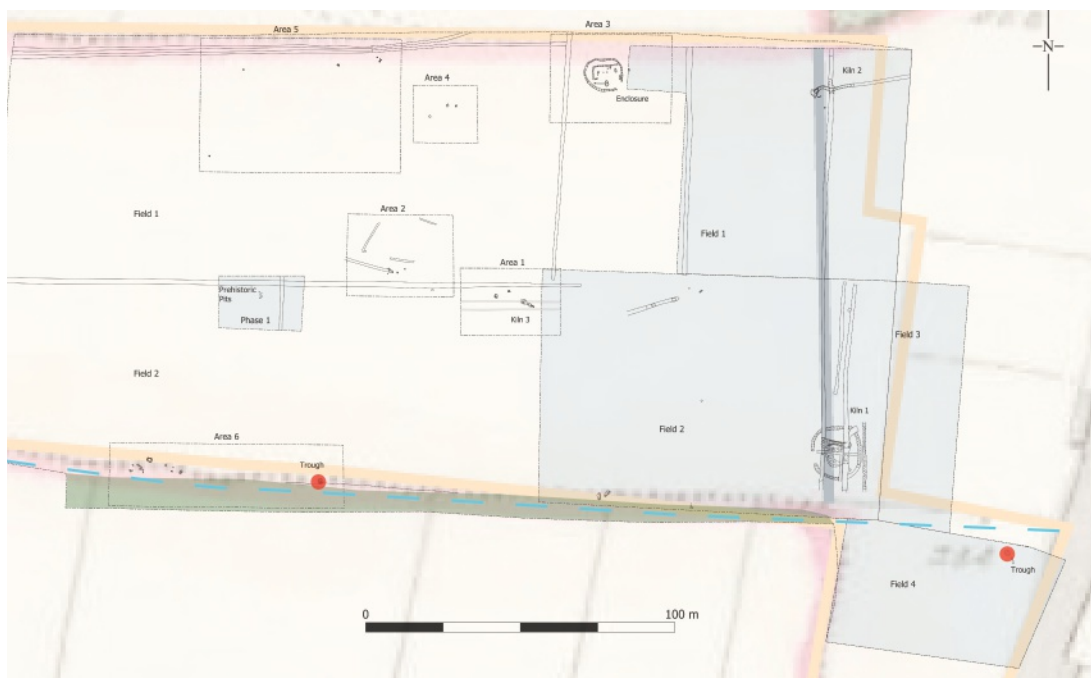 Area 5
Area 3
N
Area 4
Kiln 2
Enclosure
Field 1
Area 2
Field 1
Area 1
Prehistoric
Pits
Phase 1
Kiln 3
Field 3
Field 2
Kiln 1
Field 2
Area 6
Trough
Trough
Field 4
0
100 m